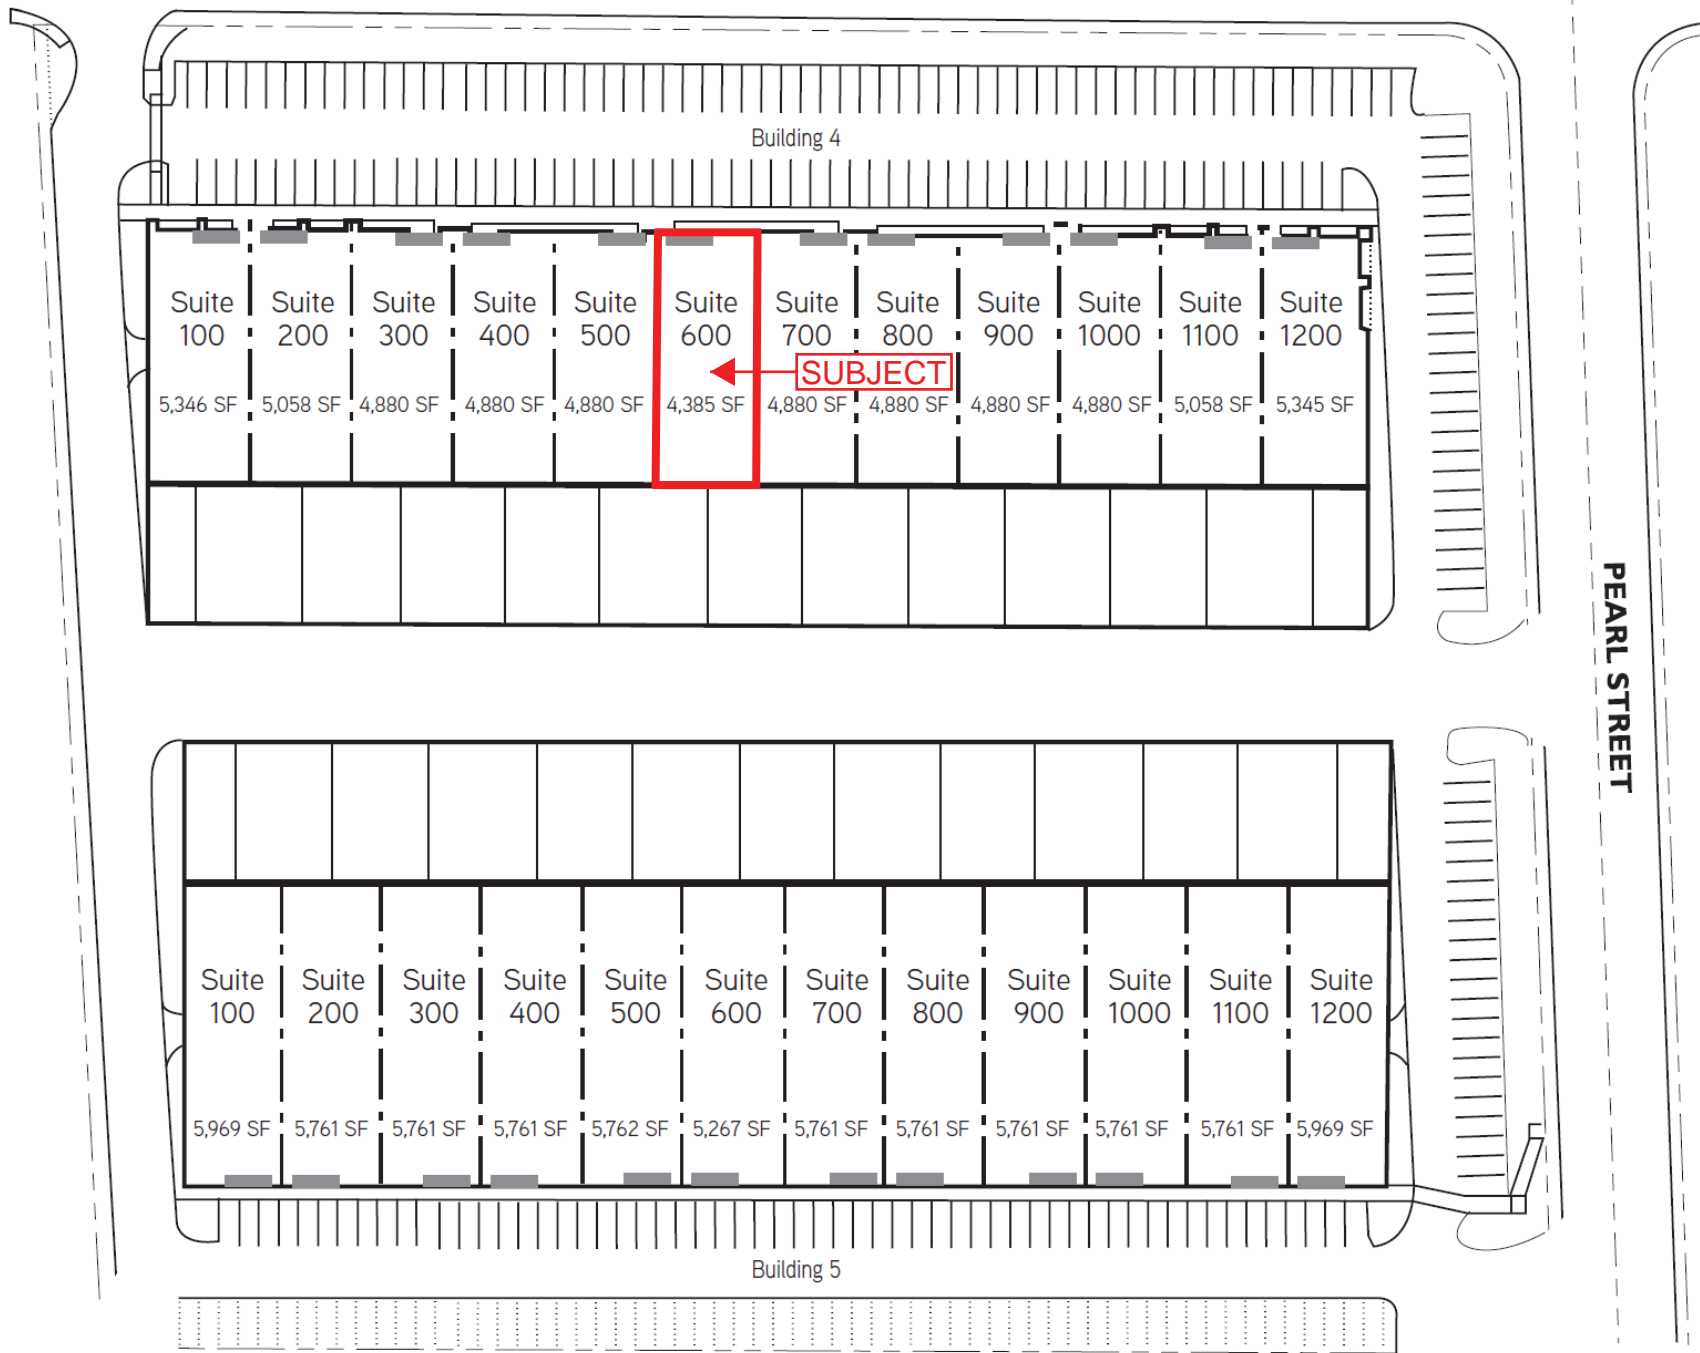 Building 4
Suite 100
Suite 200
Suite 300
Suite 400
Suite 500
Suite 600
Suite 700
Suite 800
Suite 900
Suite 1000
Suite 1100
Suite 1200
SUBJECT
5,346 SF
5,058 SF
4,880 SF
4,880 SF
4,880 SF
4,385 SF
4,880 SF
4,880 SF
4,880 SF
4,880 SF
5,058 SF
5,345 SF
PEARL STREET
Suite 100
Suite 200
Suite 300
Suite 400
Suite 500
Suite 600
Suite 700
Suite 800
Suite 900
Suite 1000
Suite 1100
Suite 1200
5,969 SF
5,761 SF
5,761 SF
5,761 SF
5,762 SF
5,267 SF
5,761 SF
5,761 SF
5,761 SF
5,761 SF
5,761 SF
5,969 SF
Building 5